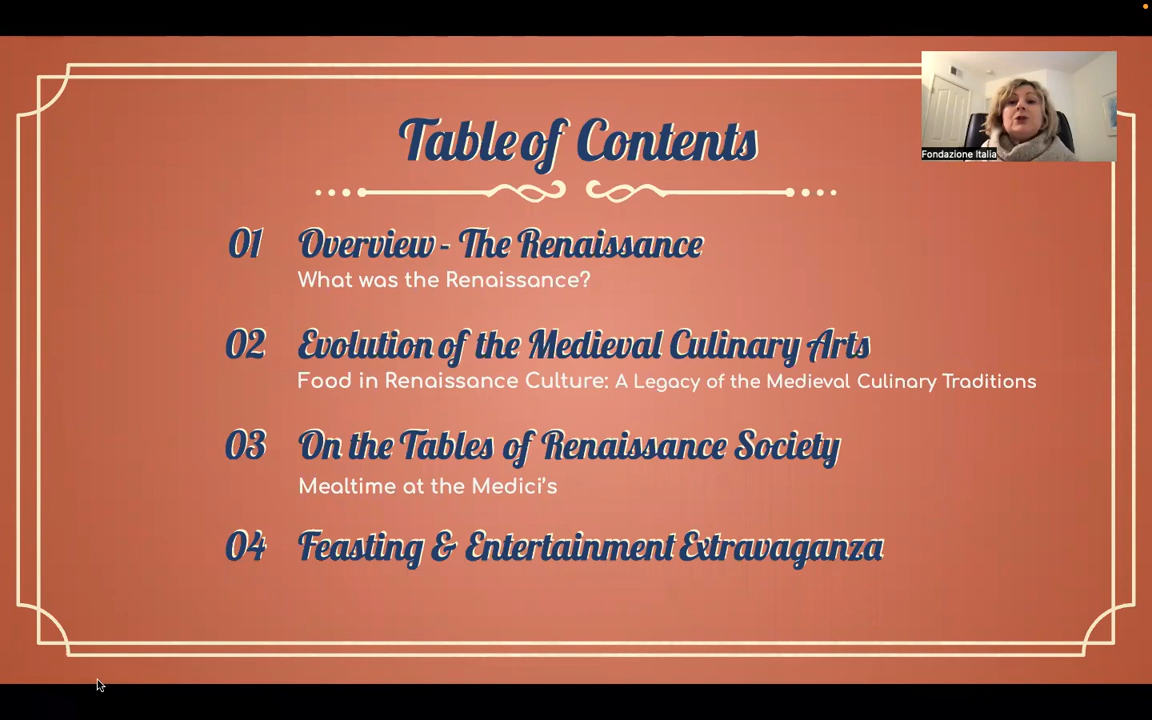 Table of Contents
Fondazione Italia
01 Overview - The Renaissance
What was the Renaissance?
02 Evolution of the Medieval Culinary Arts
Food in Renaissance Culture: A Legacy of the Medieval Culinary Traditions
03 On the Tables of Renaissance Society
Mealtime at the Medici's
04 Feasting & Entertainment Extravaganza